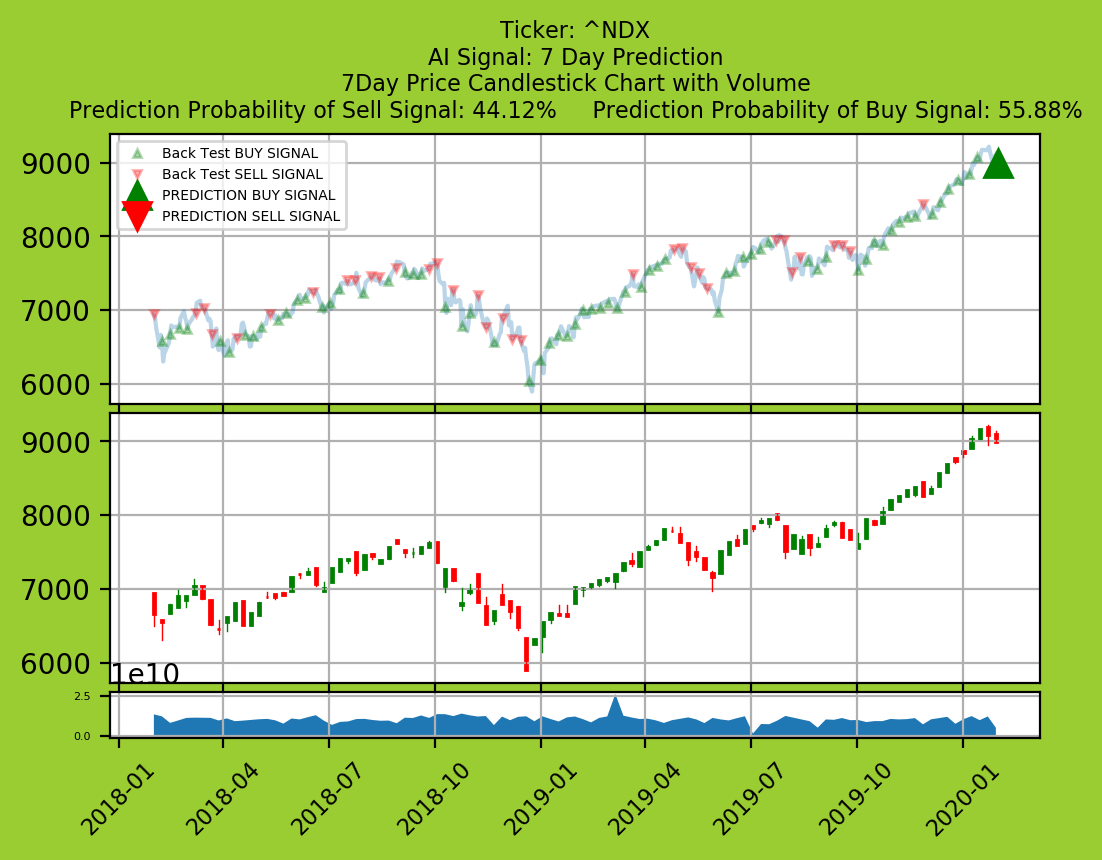 Ticker: ^NDX
AI Signal: 7 Day Prediction
7Day Price Candlestick Chart with Volume
Prediction Probability of Sell Signal: 44.12% Prediction Probability of Buy Signal: 55.88%
Back Test BUY SIGNAL
Back Test SELL SIGNAL
PREDICTION BUY SIGNAL
PREDICTION SELL SIGNAL
9000
8000
7000
6000
9000
8000
7000
6000
1e10
2.5
0.0
2018-01
2018-04
2018-07
2018-10
2019-01
2019-04
2019-07
2019-10
2020-01